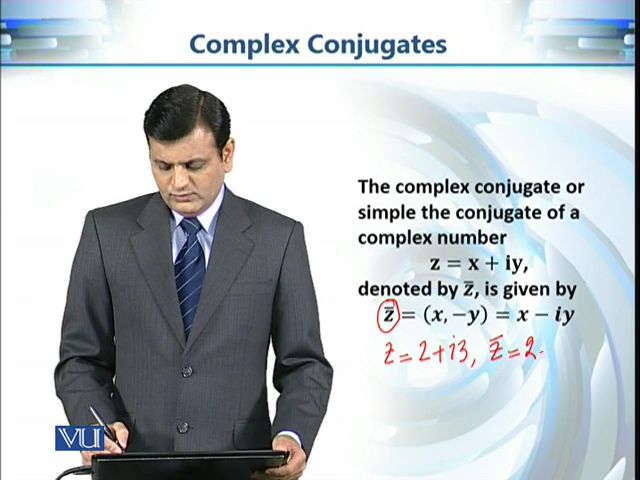 Complex Conjugates
The complex conjugate or
simple the conjugate of a
complex number
z = x + iy,
denoted by z̅, is given by
z̅ = (x, −y) = x − iy
z = 2 + i3, z̅ = 2 -
VU